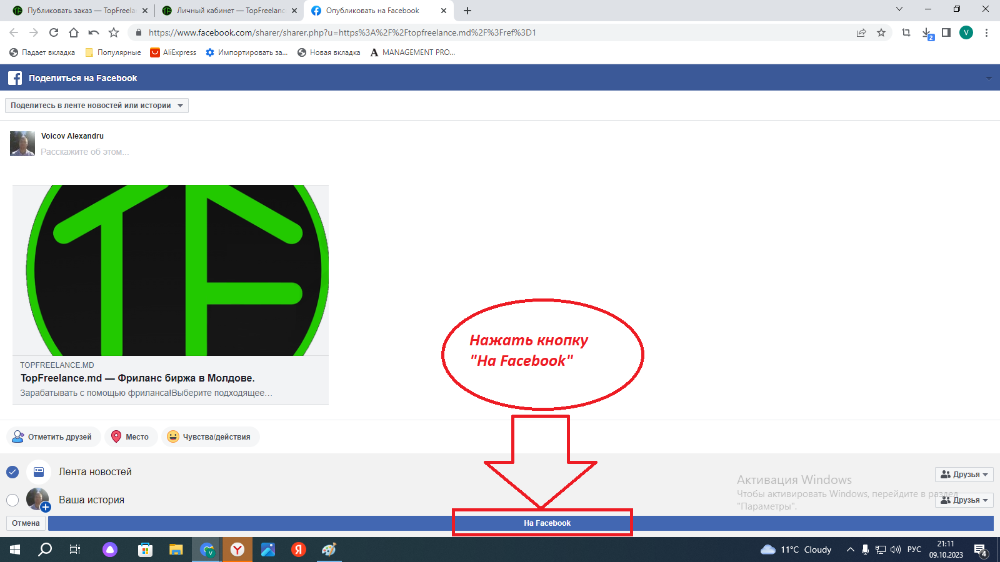 Публиковать заказ — TopFreela
Личный кабинет — TopFreelanc
Опубликовать на Facebook
https://www.facebook.com/sharer/sharer.php?u=https%3A%2F%2Ftopfreelance.md%2F%3Fref%3D1
2
V
Падает вкладка
Популярные
AliExpress
Импортировать за...
Новая вкладка
A MANAGEMENT PRO...
Поделиться на Facebook
Поделитесь в ленте новостей или истории
Voicov Alexandru
Расскажите об этом...
TF
TOPFREELANCE.MD
TopFreelance.md — Фриланс биржа в Молдове.
Зарабатывать с помощью фриланса!Выберите подходящее…
Нажать кнопку
"На Facebook"
Отметить друзей
Место
Чувства/действия
Лента новостей
Друзья
Ваша история
Друзья
Активация Windows
Чтобы активировать Windows, перейдите в раздел
"Параметры".
Отмена
На Facebook
V
Y
Я
11°C Cloudy
РУС
21:11
09.10.2023
4